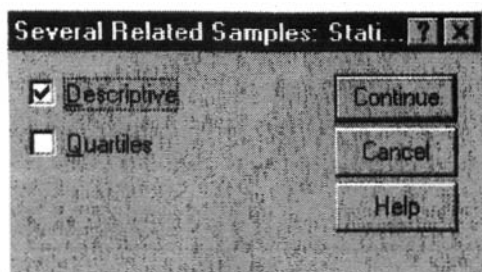 Several Related Samples: Stati...
Descriptive
Quartiles
Continue
Cancel
Help